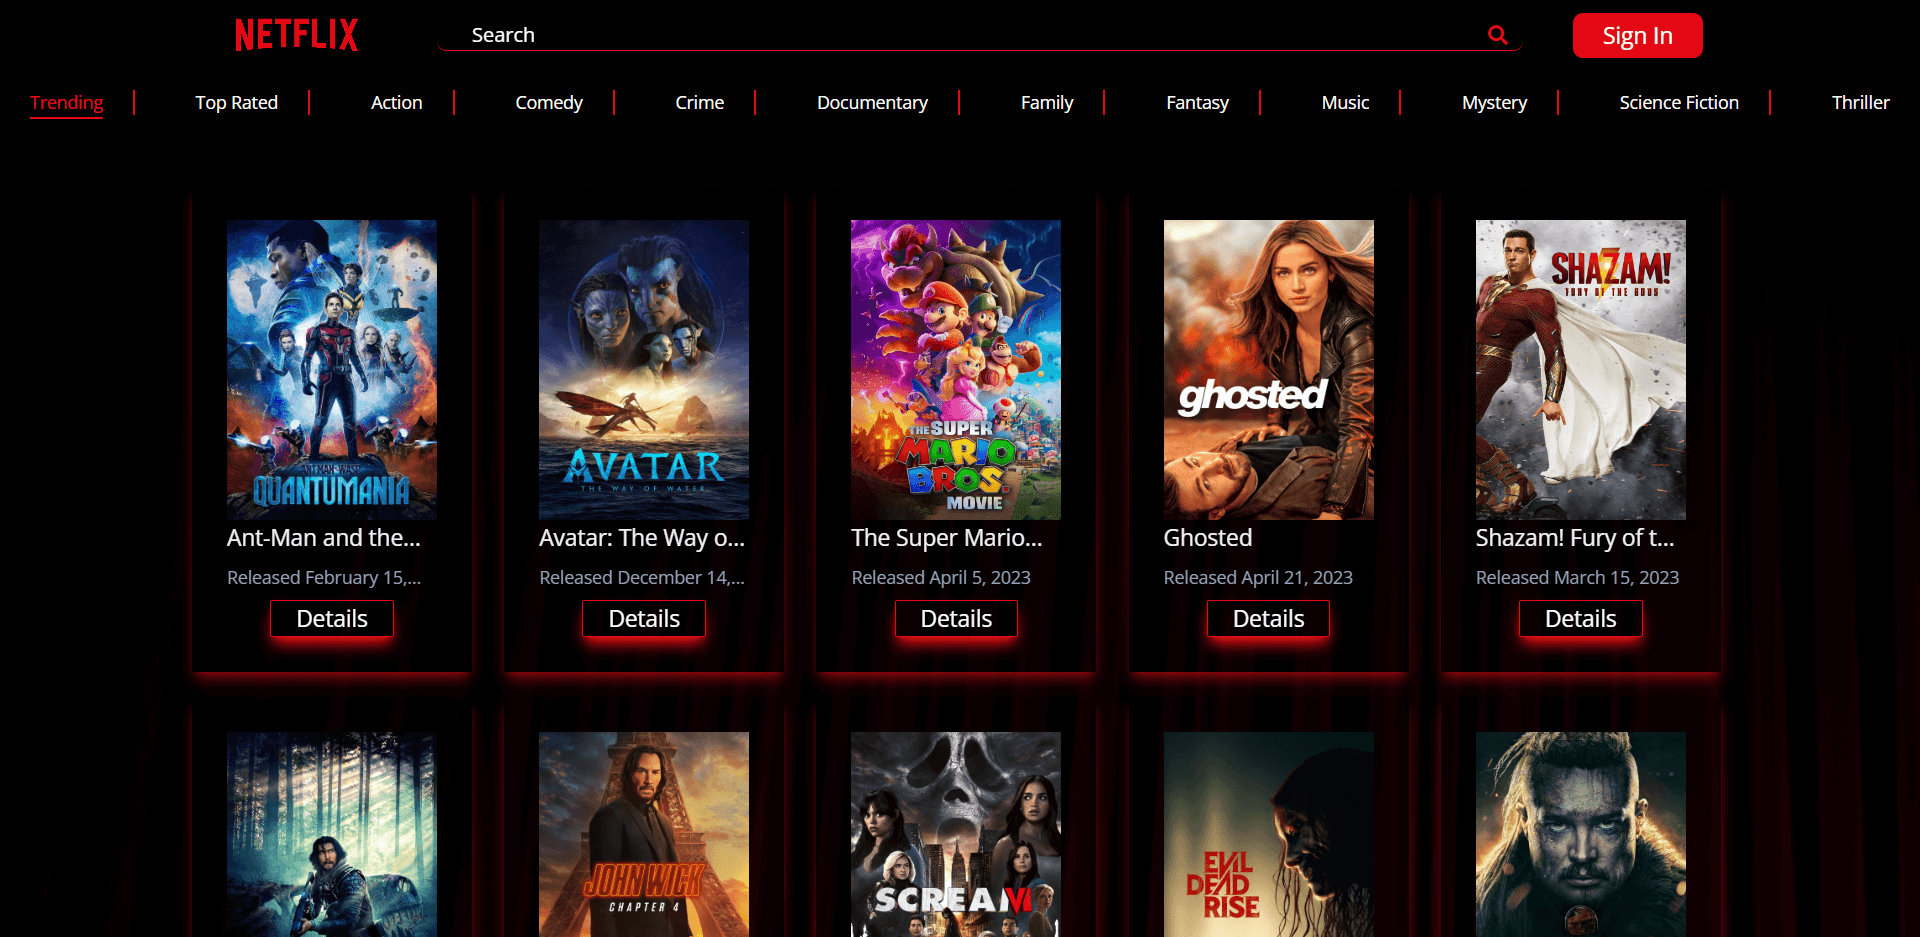 NETFLIX
Search
Sign In
Trending
Top Rated
Action
Comedy
Crime
Documentary
Family
Fantasy
Music
Mystery
Science Fiction
Thriller
ANT-MAN AND THE WASP
QUANTUMANIA
AVATAR
THE WAY OF WATER
THE SUPER
MARIO
BROS.
MOVIE
ghosted
SHAZAM!
FURY OF THE GODS
Ant-Man and the...
Avatar: The Way o...
The Super Mario...
Ghosted
Shazam! Fury of t...
Released February 15,...
Released December 14,...
Released April 5, 2023
Released April 21, 2023
Released March 15, 2023
Details
Details
Details
Details
Details
JOHN WICK
CHAPTER 4
SCREAM VI
EVIL
DEAD
RISE